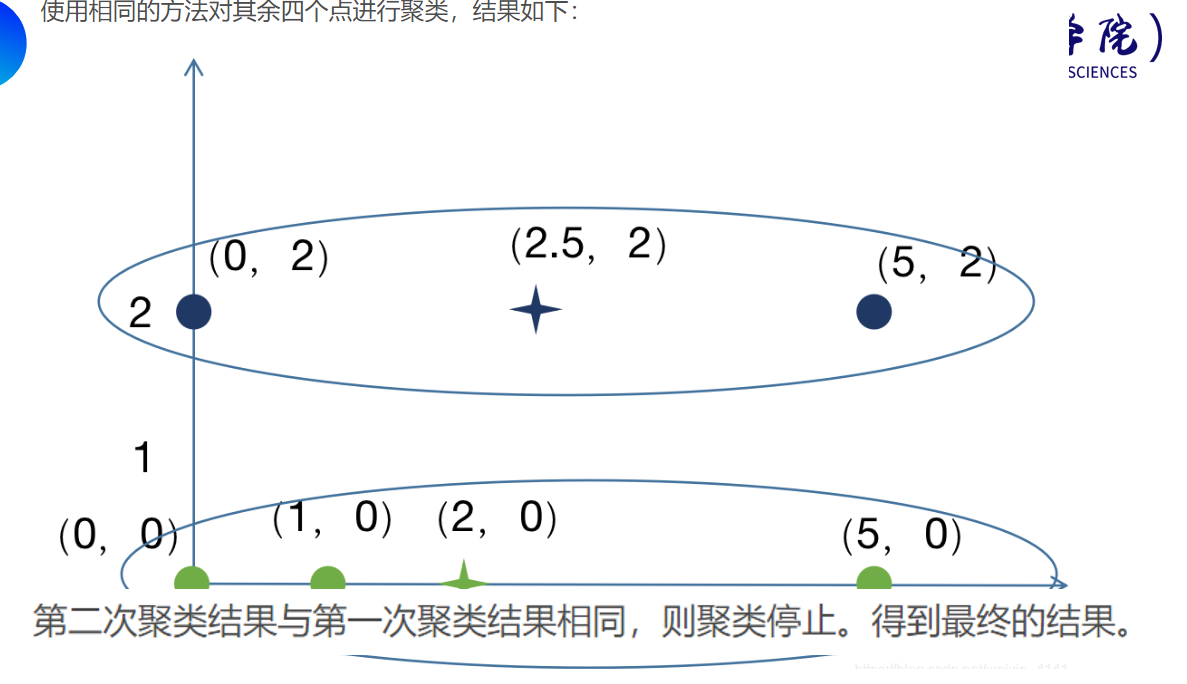 使用相同的方法对其余四个点进行聚类，结果如下：
院）
SCIENCES
(0, 2)
(2.5, 2)
(5, 2)
2
1
(0, 0)
(1, 0)
(2, 0)
(5, 0)
第二次聚类结果与第一次聚类结果相同，则聚类停止。得到最终的结果。